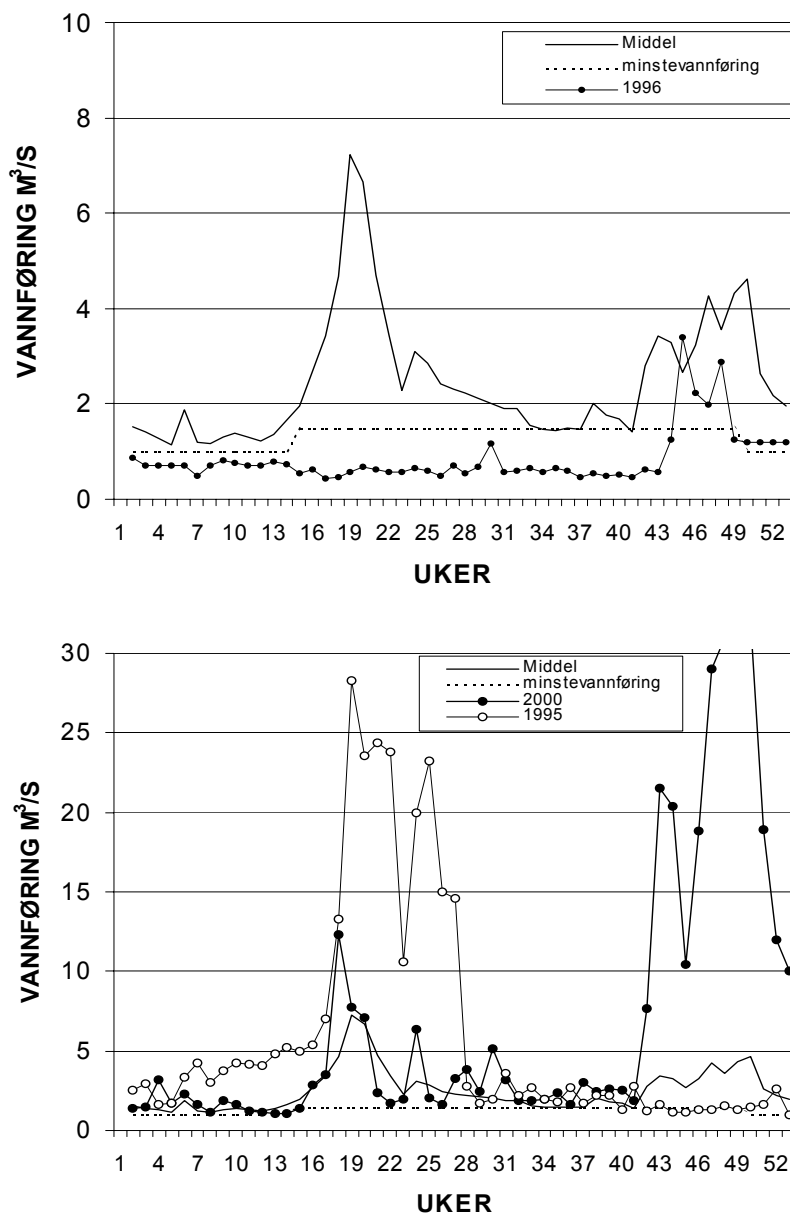 10
8
6
4
2
0
VANNFØRING M³/S
Middel
minstevannføring
1996
1 4 7 10 13 16 19 22 25 28 31 34 37 40 43 46 49 52
UKER
30
25
20
15
10
5
0
VANNFØRING M³/S
Middel
minstevannføring
2000
1995
1 4 7 10 13 16 19 22 25 28 31 34 37 40 43 46 49 52
UKER